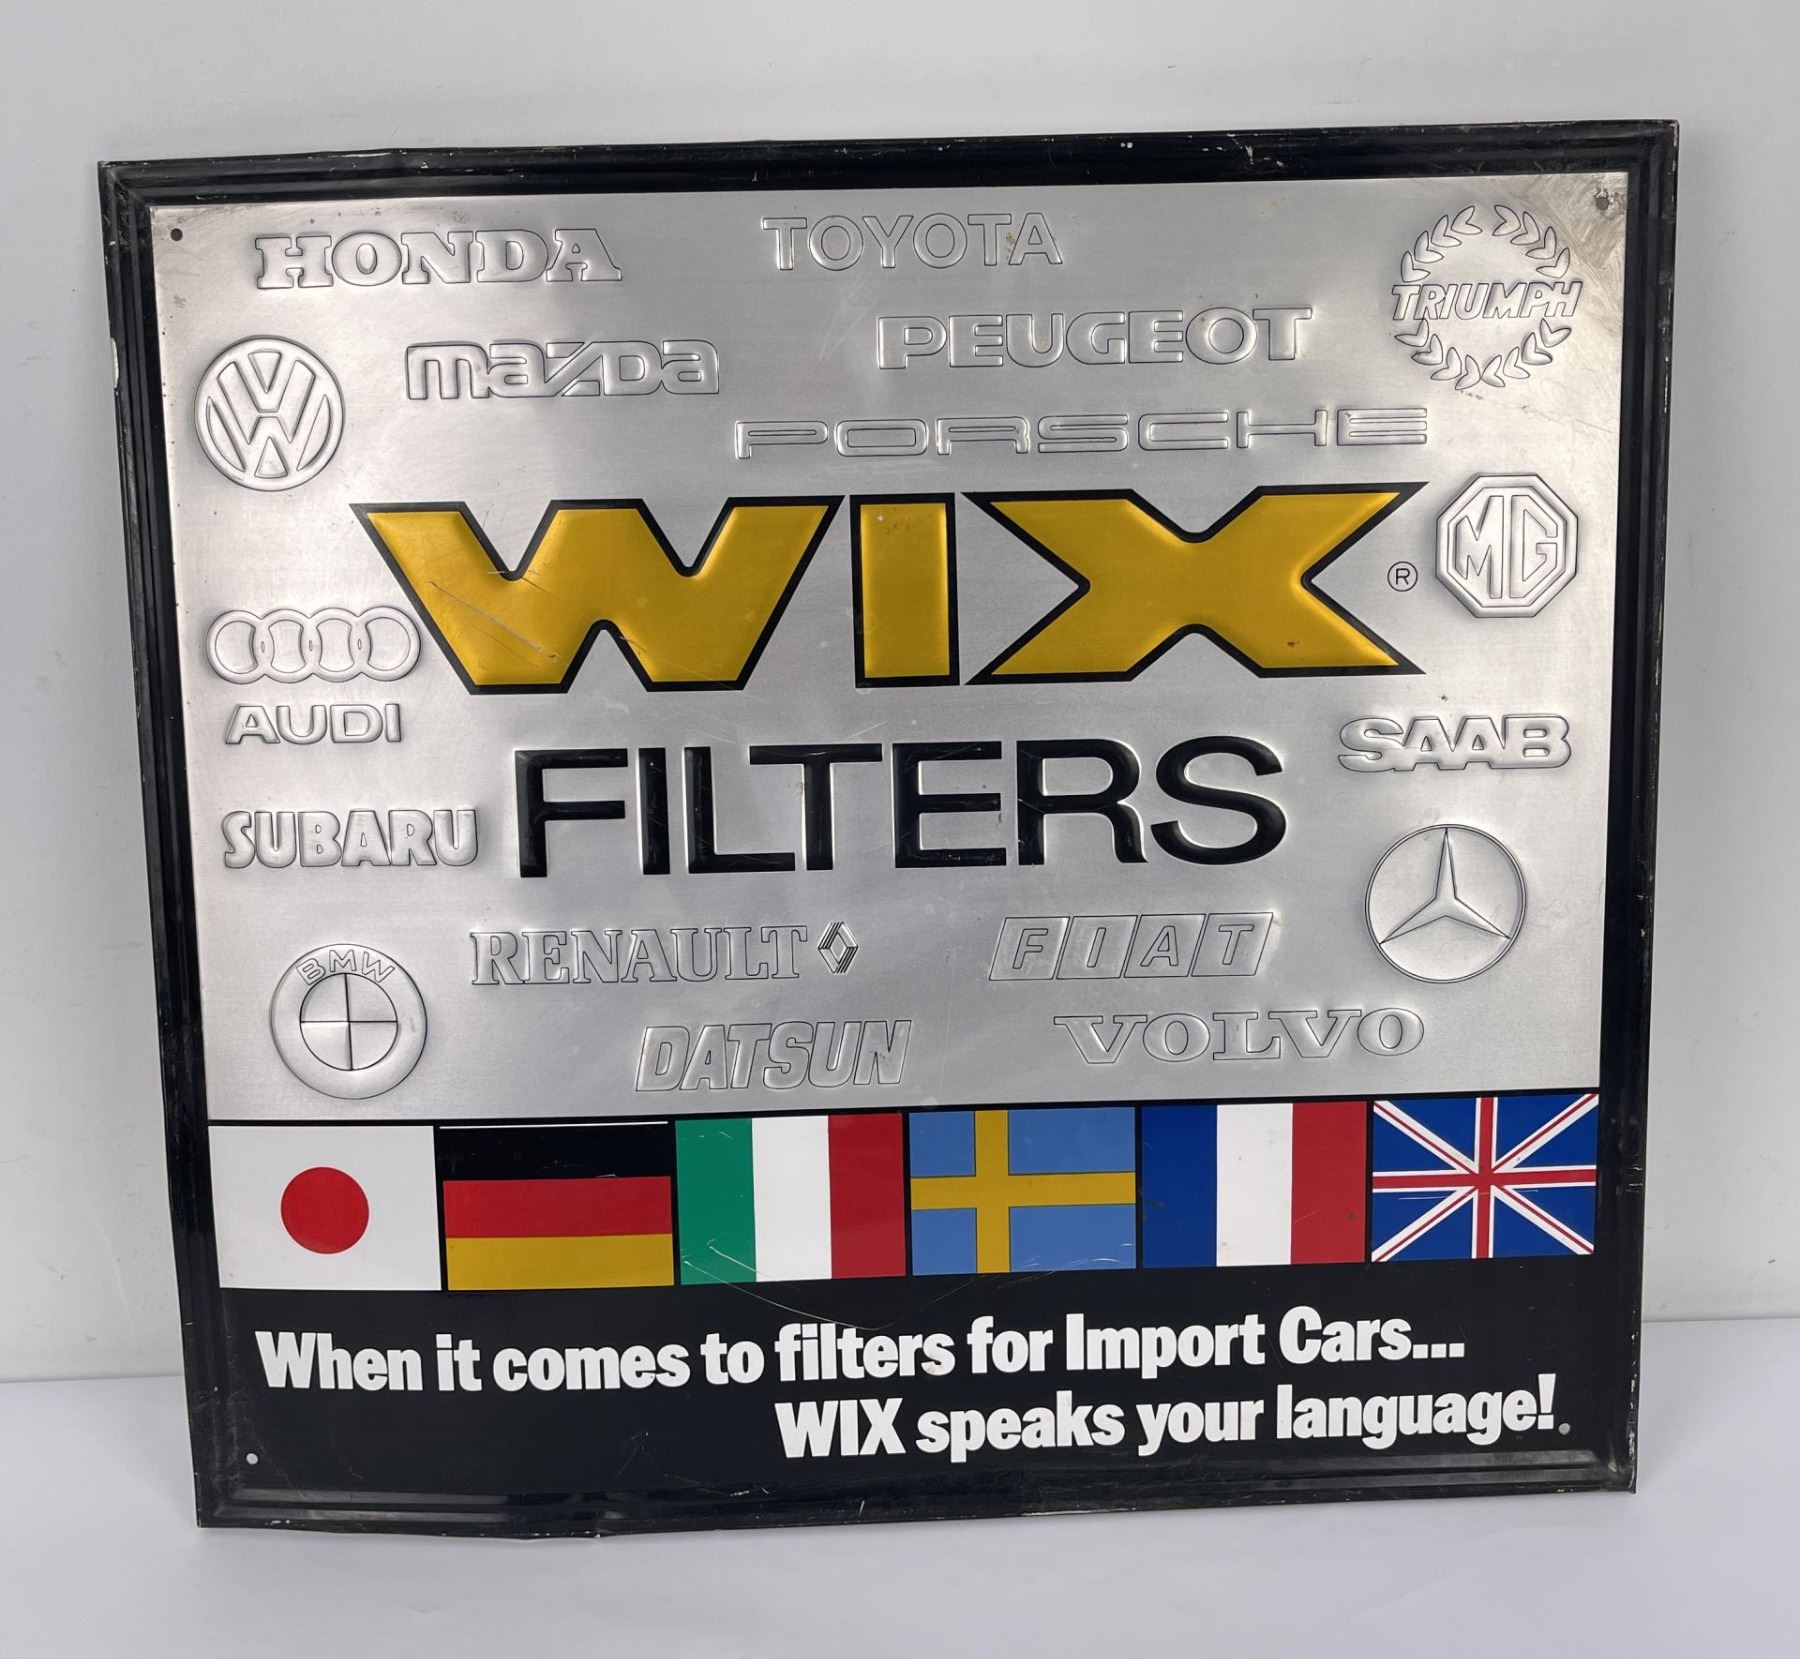 HONDA
TOYOTA
TRIUMPH
VW
mazda
PEUGEOT
PORSCHE
WIX ®
MG
AUDI
FILTERS
SAAB
SUBARU
RENAULT
FIAT
BMW
DATSUN
VOLVO
When it comes to filters for Import Cars...
WIX speaks your language!